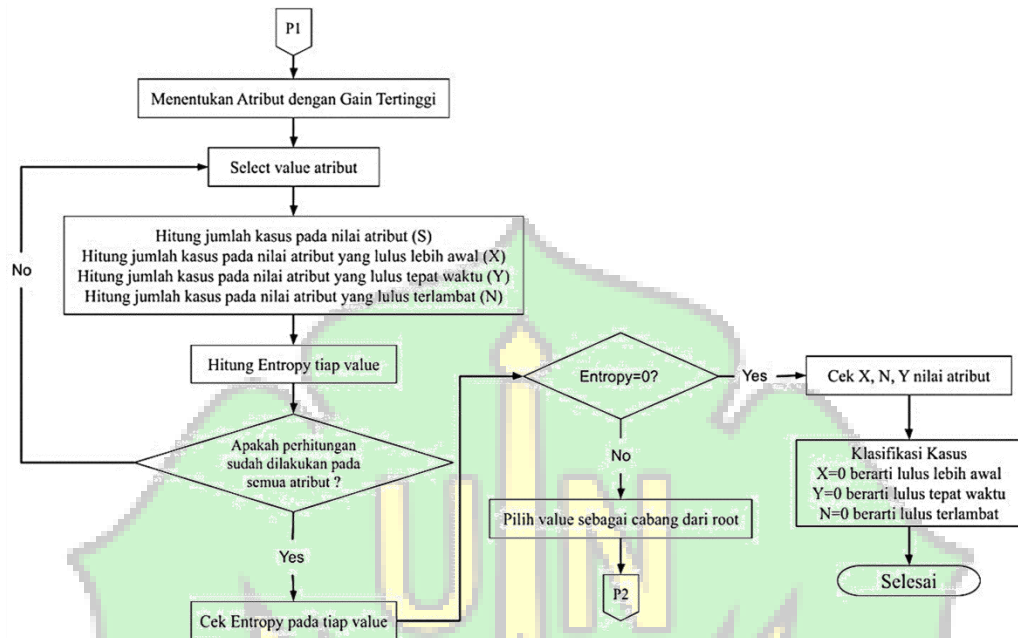 P1
Menentukan Atribut dengan Gain Tertinggi
Select value atribut
Hitung jumlah kasus pada nilai atribut (S)
Hitung jumlah kasus pada nilai atribut yang lulus lebih awal (X)
Hitung jumlah kasus pada nilai atribut yang lulus tepat waktu (Y)
Hitung jumlah kasus pada nilai atribut yang lulus terlambat (N)
No
Hitung Entropy tiap value
Apakah perhitungan
sudah dilakukan pada
semua atribut ?
Yes
Cek Entropy pada tiap value
Entropy=0?
Yes
Cek X, N, Y nilai atribut
Klasifikasi Kasus
X=0 berarti lulus lebih awal
Y=0 berarti lulus tepat waktu
N=0 berarti lulus terlambat
Selesai
No
Pilih value sebagai cabang dari root
P2
UIN